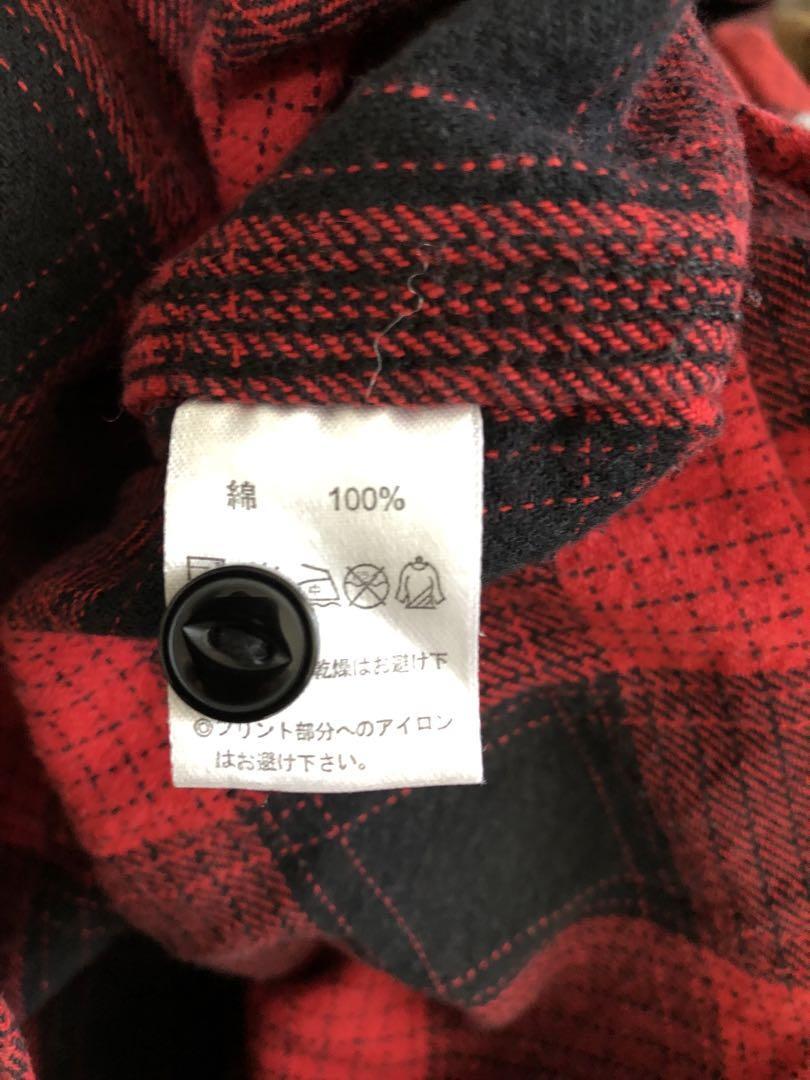 綿 100%
乾燥はお避け下
◎プリント部分へのアイロン
はお避け下さい。